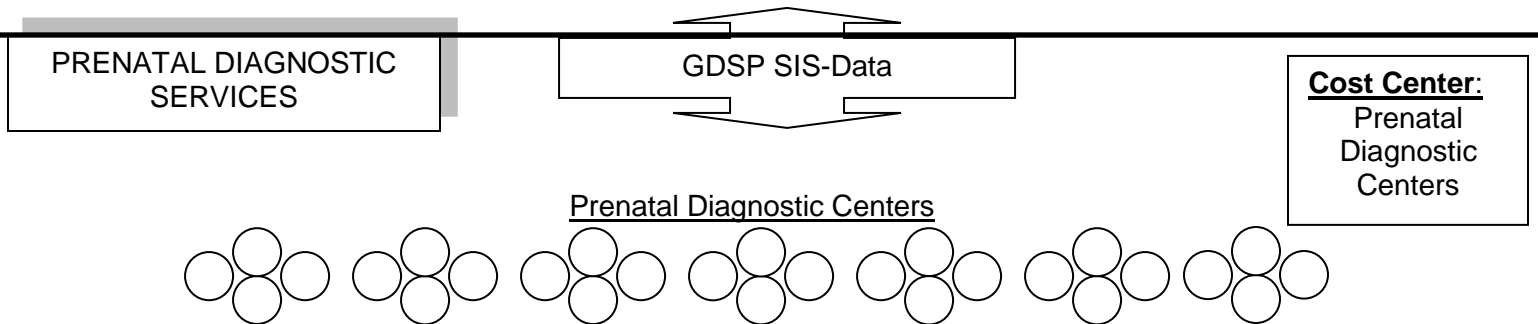 PRENATAL DIAGNOSTIC
SERVICES
GDSP SIS-Data
Cost Center:
Prenatal
Diagnostic
Centers
Prenatal Diagnostic Centers